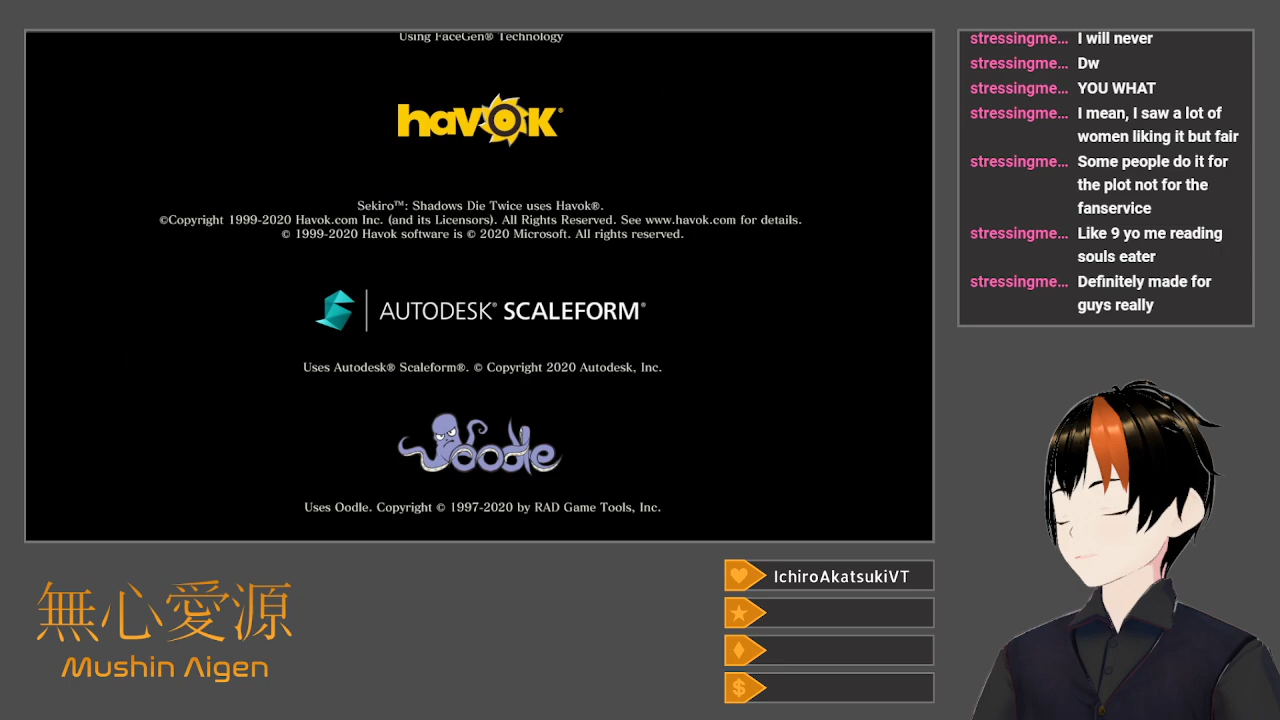 Using FaceGen® Technology
havok®
Sekiro™: Shadows Die Twice uses Havok®.
©Copyright 1999-2020 Havok.com Inc. (and its Licensors). All Rights Reserved. See www.havok.com for details.
© 1999-2020 Havok software is © 2020 Microsoft. All rights reserved.
AUTODESK® SCALEFORM®
Uses Autodesk® Scaleform®. © Copyright 2020 Autodesk, Inc.
oodle
Uses Oodle. Copyright © 1997-2020 by RAD Game Tools, Inc.
stressingme... I will never
stressingme... Dw
stressingme... YOU WHAT
stressingme... I mean, I saw a lot of
women liking it but fair
stressingme... Some people do it for
the plot not for the
fanservice
stressingme... Like 9 yo me reading
souls eater
stressingme... Definitely made for
guys really
無心愛源
Mushin Aigen
IchiroAkatsukiVT
$